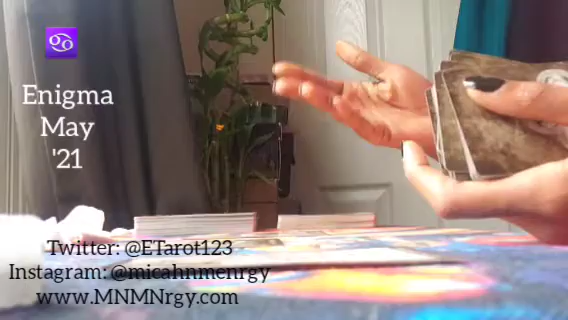 ♋
Enigma
May
'21
Twitter: @ETarot123
Instagram: @micahnmenrgy
www.MNMNrgy.com